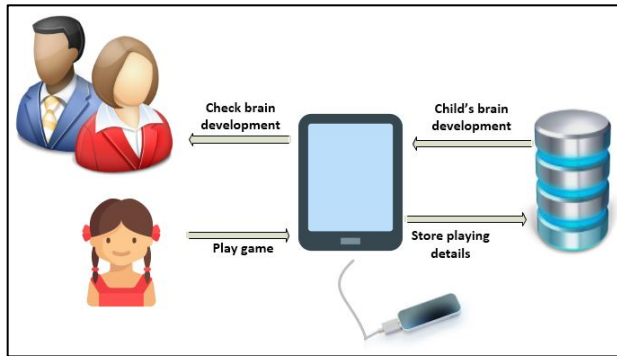 Check brain
development
Child's brain
development
Play game
Store playing
details